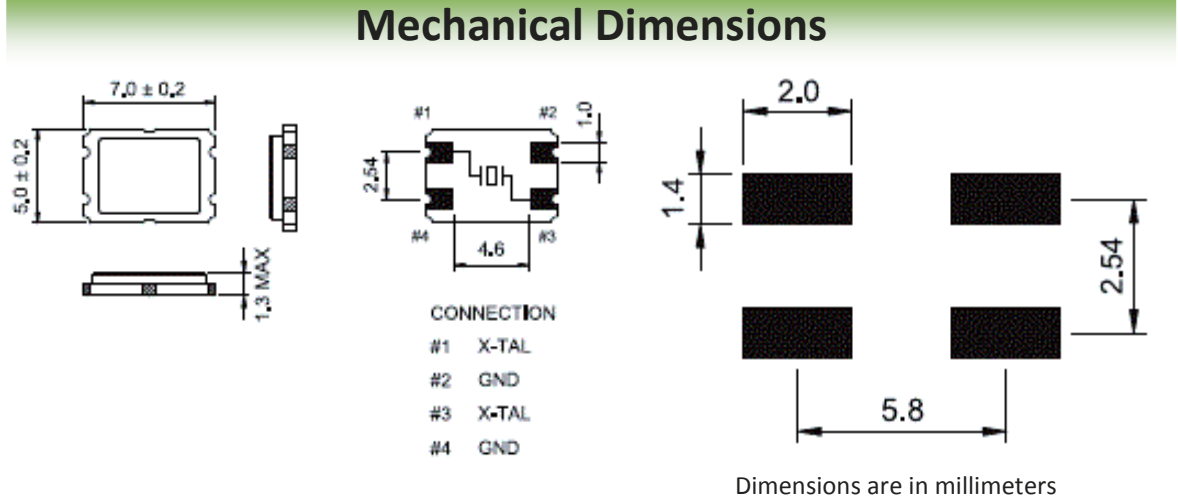 Mechanical Dimensions
7.0 ± 0.2
5.0 ± 0.2
1.3 MAX
#1
#2
1.0
2.54
#4
#3
4.6
CONNECTION
#1 X-TAL
#2 GND
#3 X-TAL
#4 GND
2.0
1.4
2.54
5.8
Dimensions are in millimeters